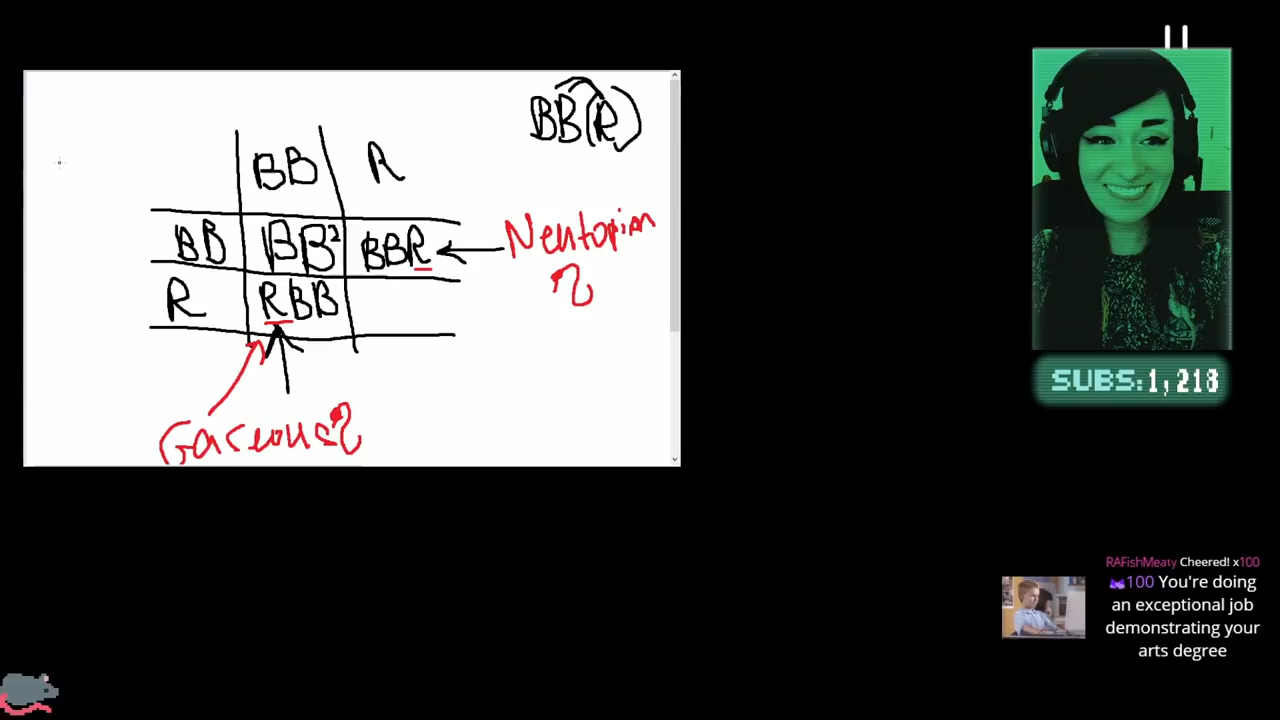 BB(R)
BB R
BB BB² BBR
Neutopian
?
R RBB
Gaseous?
SUBS: 1,218
RAFishMeaty Cheered! x100
100 You're doing
an exceptional job
demonstrating your
arts degree